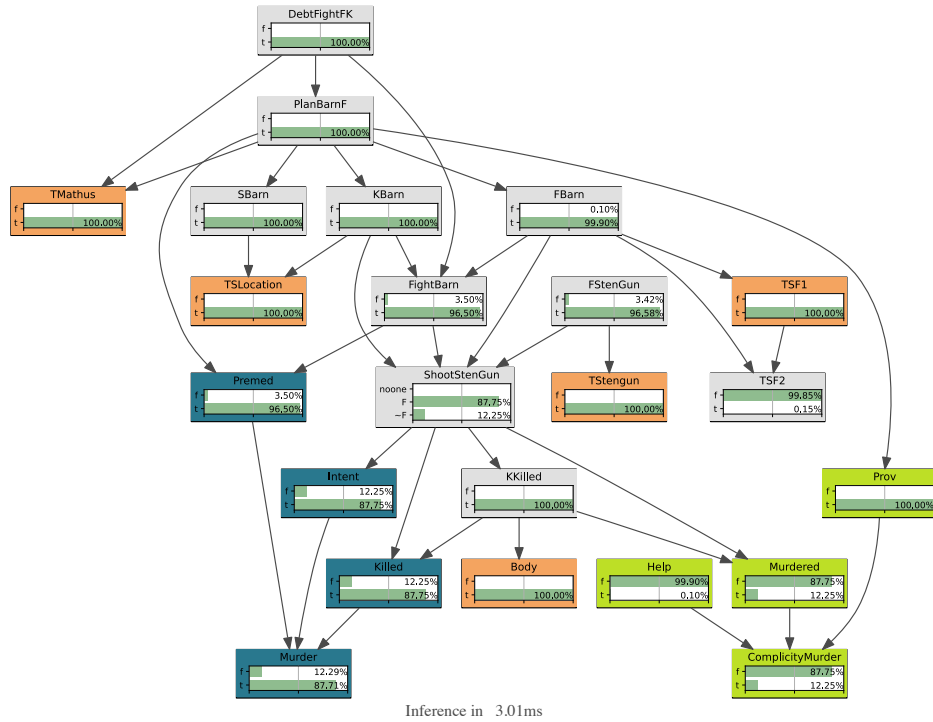 DebtFightFK
f
t 100.00%
PlanBarnF
f
t 100.00%
TMathus
f
t 100.00%
SBarn
f
t 100.00%
KBarn
f
t 100.00%
FBarn
f 0.10%
t 99.90%
TSLocation
f
t 100.00%
FightBarn
f 3.50%
t 96.50%
FStenGun
f 3.42%
t 96.58%
TSF1
f
t 100.00%
Premed
f 3.50%
t 96.50%
ShootStenGun
noone
F 87.75%
~F 12.25%
TStengun
f
t 100.00%
TSF2
f 99.85%
t 0.15%
Intent
f 12.25%
t 87.75%
KKilled
f
t 100.00%
Prov
f
t 100.00%
Killed
f 12.25%
t 87.75%
Body
f
t 100.00%
Help
f 99.90%
t 0.10%
Murdered
f 87.75%
t 12.25%
Murder
f 12.29%
t 87.71%
ComplicityMurder
f 87.75%
t 12.25%
Inference in 3.01ms